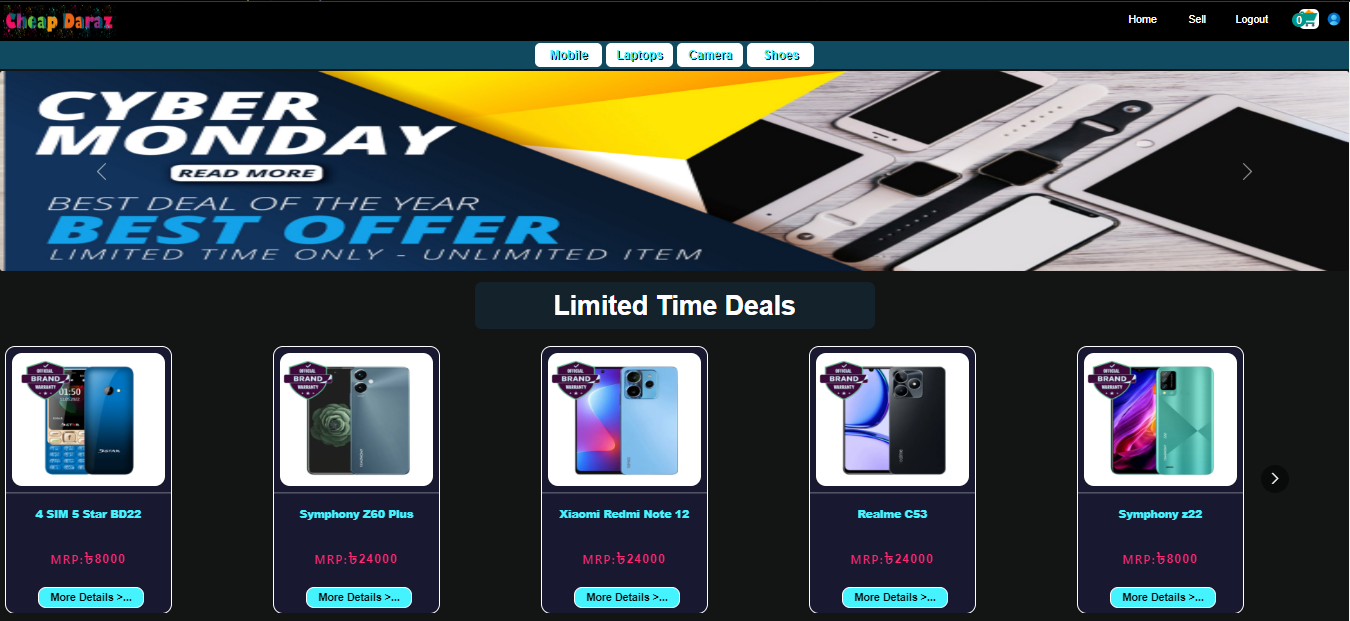 Cheap Daraz
Home Sell Logout 0
Mobile Laptops Camera Shoes
CYBER
MONDAY
READ MORE
BEST DEAL OF THE YEAR
BEST OFFER
LIMITED TIME ONLY - UNLIMITED ITEM
Limited Time Deals
OFFICIAL
BRAND
WARRANTY
01:50
5STAR
4 SIM 5 Star BD22
MRP:৳8000
More Details >...
OFFICIAL
BRAND
WARRANTY
Symphony Z60 Plus
MRP:৳24000
More Details >...
OFFICIAL
BRAND
WARRANTY
Xiaomi Redmi Note 12
MRP:৳24000
More Details >...
OFFICIAL
BRAND
WARRANTY
Realme C53
MRP:৳24000
More Details >...
OFFICIAL
BRAND
WARRANTY
Symphony z22
MRP:৳8000
More Details >...